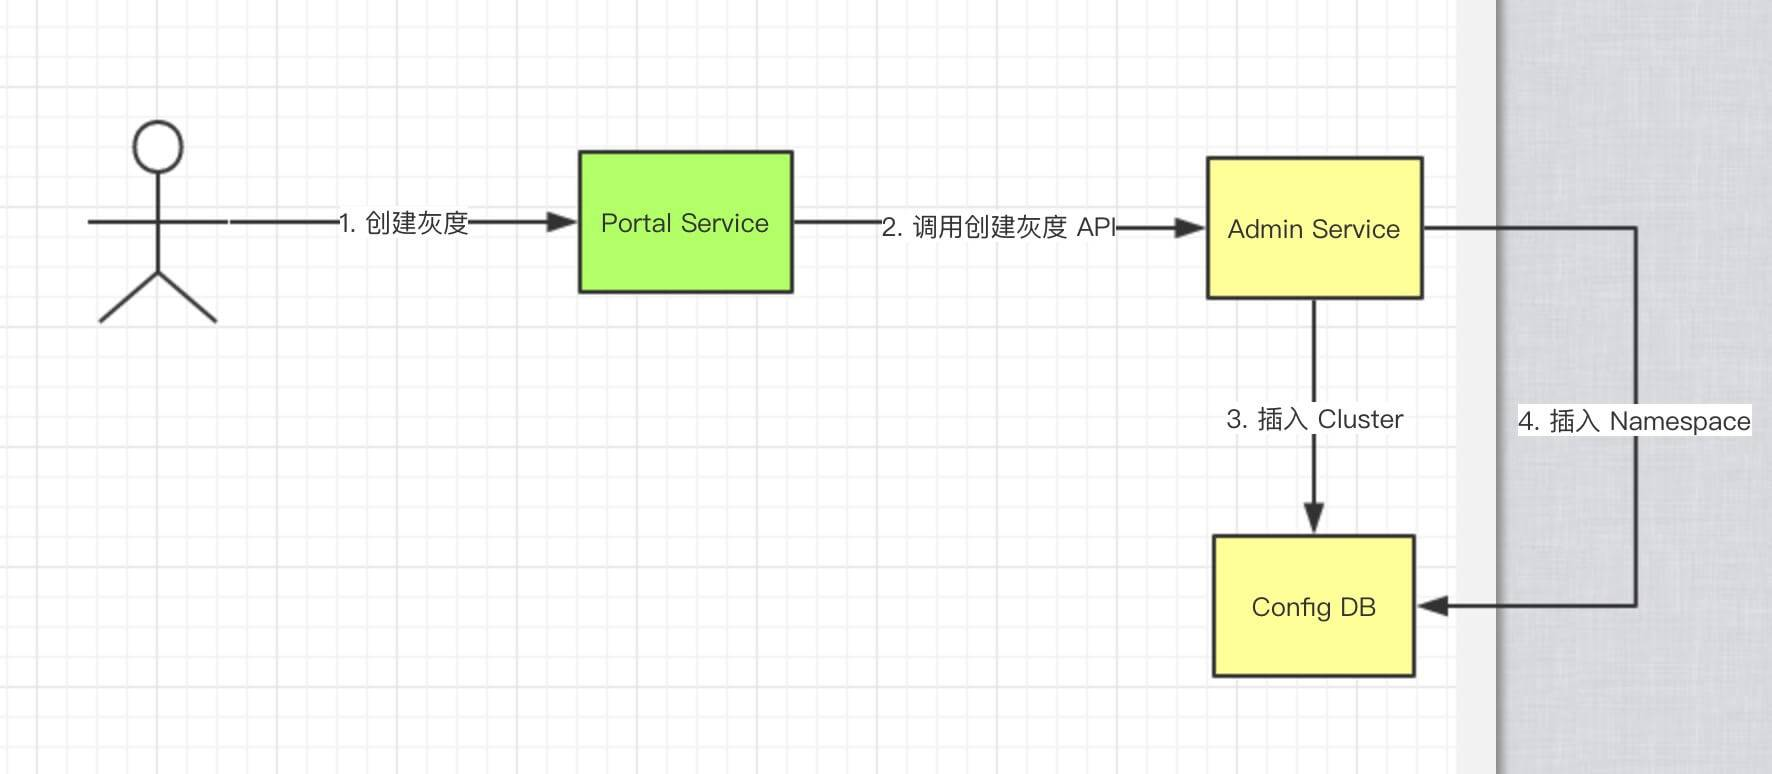 1. 创建灰度
Portal Service
2. 调用创建灰度 API
Admin Service
3. 插入 Cluster
4. 插入 Namespace
Config DB